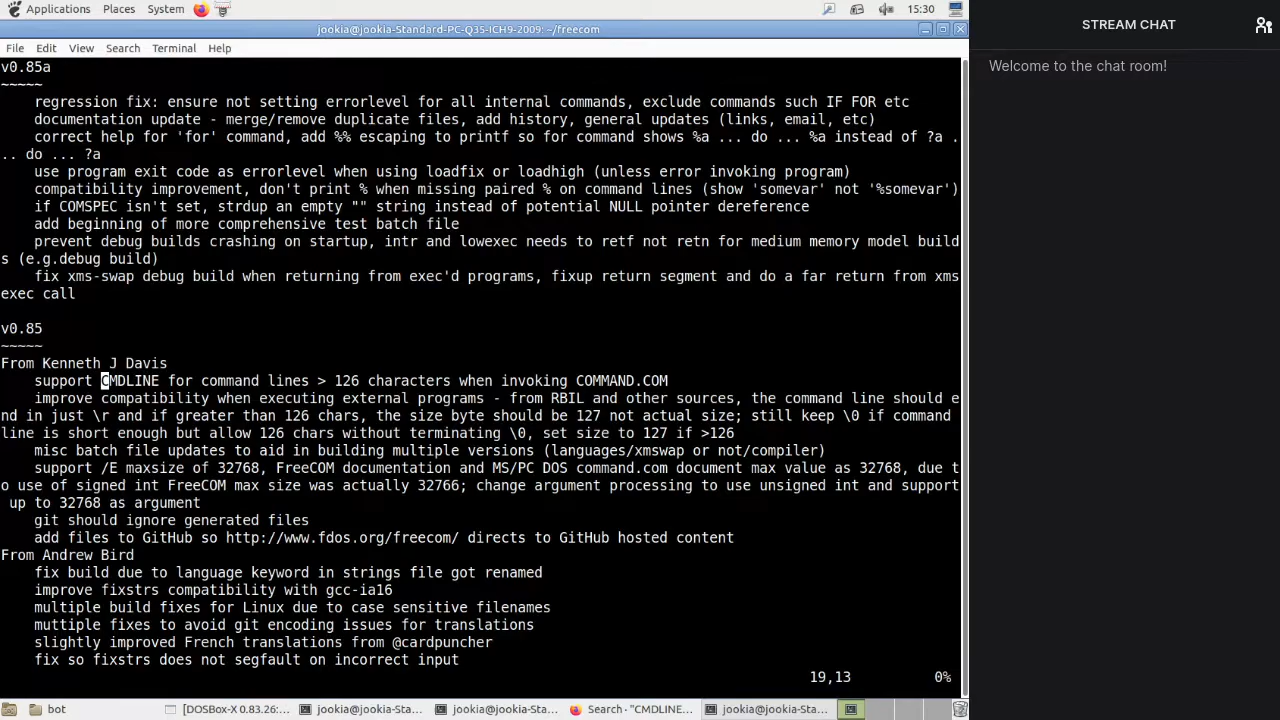 Applications Places System 15:30
STREAM CHAT
jookia@jookia-Standard-PC-Q35-ICH9-2009: ~/freecom
File Edit View Search Terminal Help
Welcome to the chat room!
v0.85a
~~~~~
regression fix: ensure not setting errorlevel for all internal commands, exclude commands such IF FOR etc
documentation update - merge/remove duplicate files, add history, general updates (links, email, etc)
correct help for 'for' command, add %% escaping to printf so for command shows %a ... do ... %a instead of ?a .
.. do ... ?a
use program exit code as errorlevel when using loadfix or loadhigh (unless error invoking program)
compatibility improvement, don't print % when missing paired % on command lines (show 'somevar' not '%somevar')
if COMSPEC isn't set, strdup an empty "" string instead of potential NULL pointer dereference
add beginning of more comprehensive test batch file
prevent debug builds crashing on startup, intr and lowexec needs to retf not retn for medium memory model build
s (e.g.debug build)
fix xms-swap debug build when returning from exec'd programs, fixup return segment and do a far return from xms
exec call
v0.85
~~~~~
From Kenneth J Davis
support CMDLINE for command lines > 126 characters when invoking COMMAND.COM
improve compatibility when executing external programs - from RBIL and other sources, the command line should e
nd in just \r and if greater than 126 chars, the size byte should be 127 not actual size; still keep \0 if command
line is short enough but allow 126 chars without terminating \0, set size to 127 if >126
misc batch file updates to aid in building multiple versions (languages/xmswap or not/compiler)
support /E maxsize of 32768, FreeCOM documentation and MS/PC DOS command.com document max value as 32768, due t
o use of signed int FreeCOM max size was actually 32766; change argument processing to use unsigned int and support
up to 32768 as argument
git should ignore generated files
add files to GitHub so http://www.fdos.org/freecom/ directs to GitHub hosted content
From Andrew Bird
fix build due to language keyword in strings file got renamed
improve fixstrs compatibility with gcc-ia16
multiple build fixes for Linux due to case sensitive filenames
muttiple fixes to avoid git encoding issues for translations
slightly improved French translations from @cardpuncher
fix so fixstrs does not segfault on incorrect input
19,13 0%
bot [DOSBox-X 0.83.26:... jookia@jookia-Sta... jookia@jookia-Sta... Search · "CMDLINE... jookia@jookia-Sta...